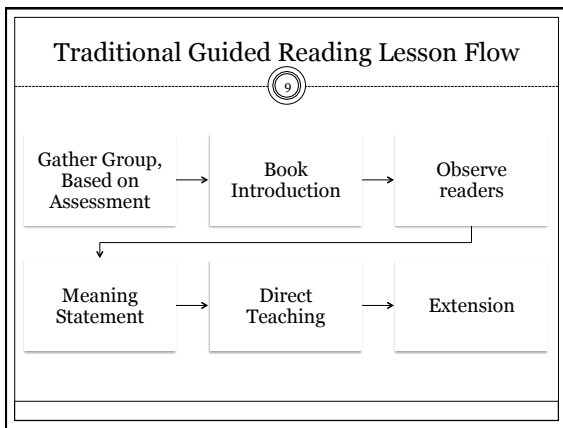 Traditional Guided Reading Lesson Flow
9
Gather Group,
Based on
Assessment
Book
Introduction
Observe
readers
Meaning
Statement
Direct
Teaching
Extension